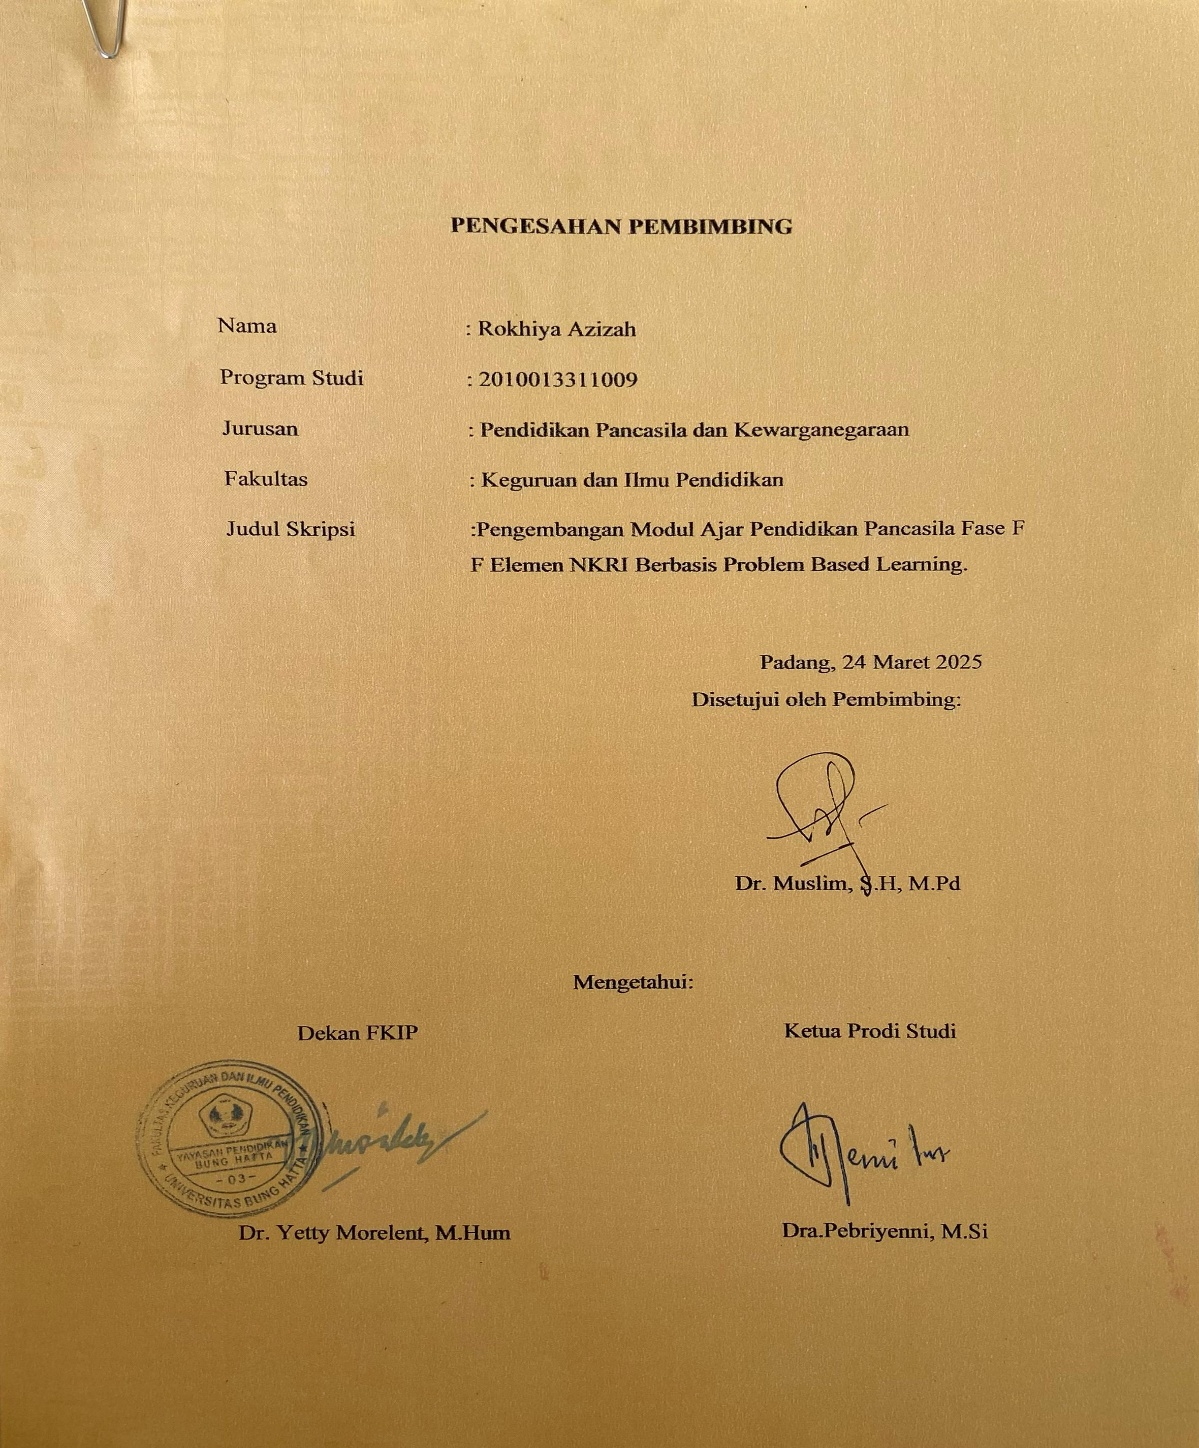 PENGESAHAN PEMBIMBING
Nama : Rokhiya Azizah
Program Studi : 2010013311009
Jurusan : Pendidikan Pancasila dan Kewarganegaraan
Fakultas : Keguruan dan Ilmu Pendidikan
Judul Skripsi :Pengembangan Modul Ajar Pendidikan Pancasila Fase F
F Elemen NKRI Berbasis Problem Based Learning.
Padang, 24 Maret 2025
Disetujui oleh Pembimbing:
Dr. Muslim, S.H, M.Pd
Mengetahui:
Dekan FKIP Ketua Prodi Studi
FAKULTAS KEGURUAN DAN ILMU PENDIDIKAN
YAYASAN PENDIDIKAN
BUNG HATTA
-03-
UNIVERSITAS BUNG HATTA
Dr. Yetty Morelent, M.Hum Dra.Pebriyenni, M.Si